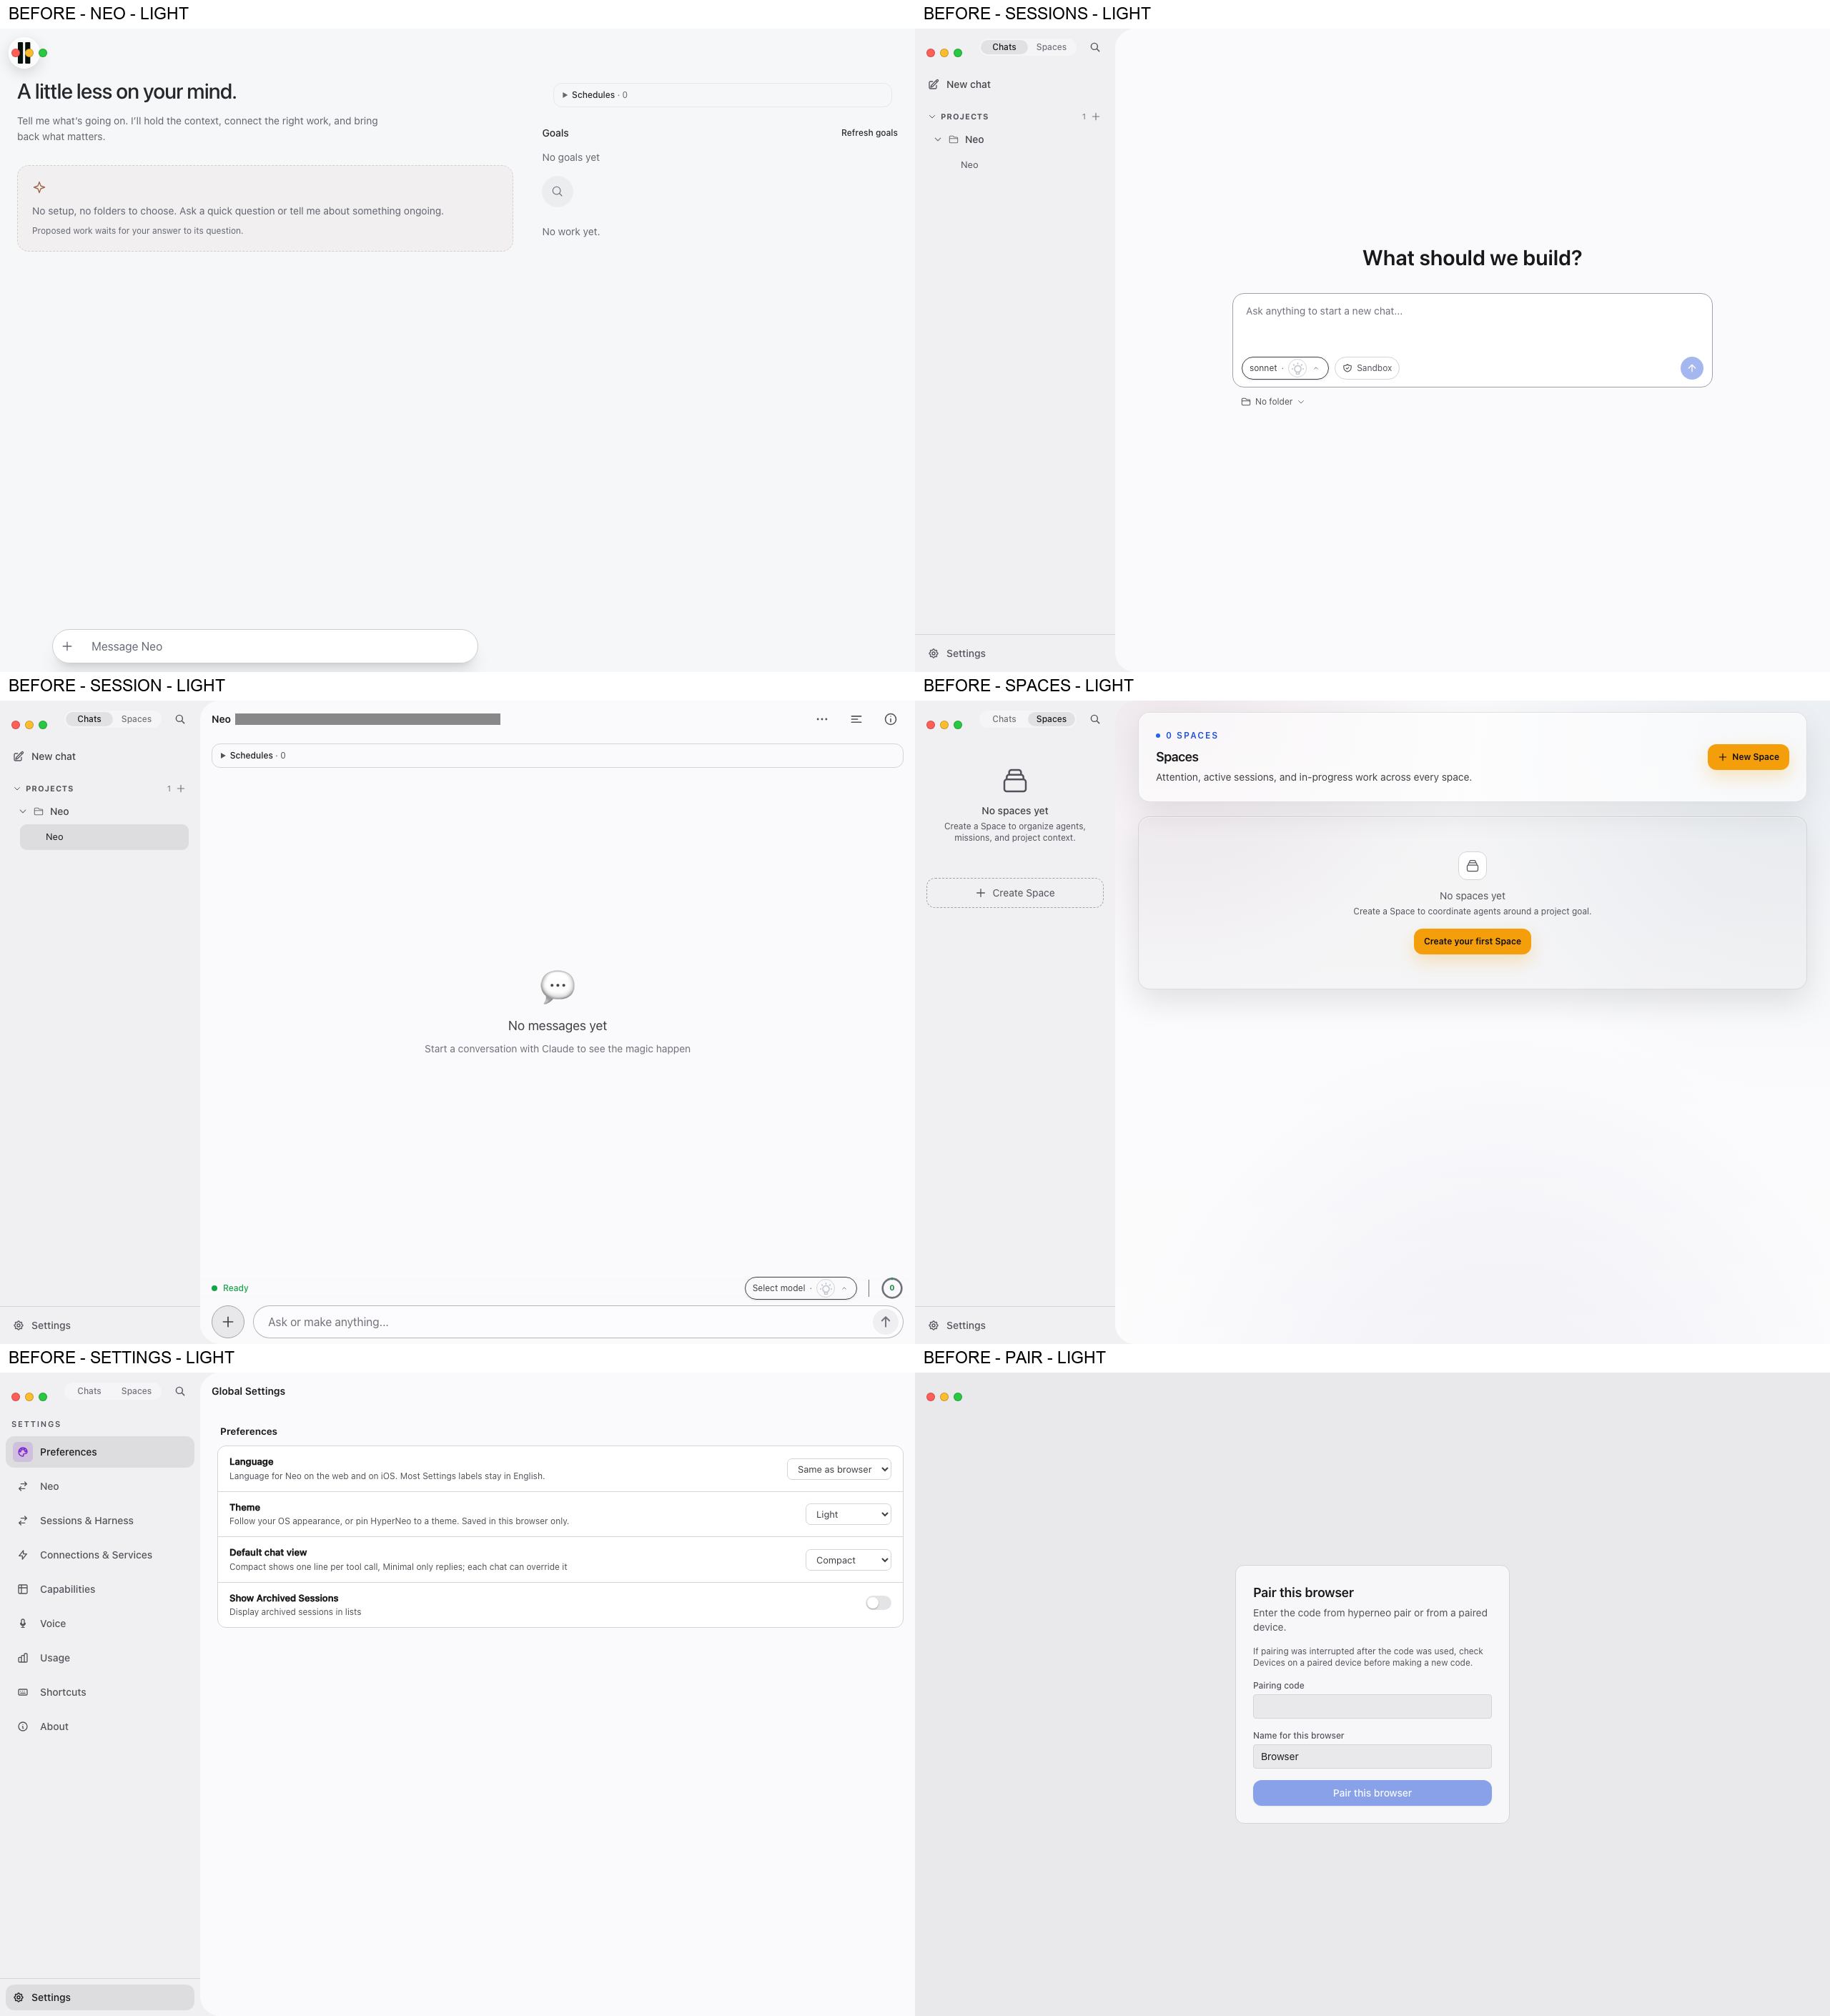 BEFORE - NEO - LIGHT
A little less on your mind.
Tell me what's going on. I'll hold the context, connect the right work, and bring
back what matters.
No setup, no folders to choose. Ask a quick question or tell me about something ongoing.
Proposed work waits for your answer to its question.
Schedules · 0
Goals
Refresh goals
No goals yet
No work yet.
Message Neo
BEFORE - SESSIONS - LIGHT
Chats
Spaces
New chat
PROJECTS
1
Neo
Neo
Settings
What should we build?
Ask anything to start a new chat...
sonnet ·
Sandbox
No folder
BEFORE - SESSION - LIGHT
Chats
Spaces
New chat
PROJECTS
1
Neo
Neo
Settings
Neo
Schedules · 0
No messages yet
Start a conversation with Claude to see the magic happen
Ready
Select model ·
0
Ask or make anything...
BEFORE - SPACES - LIGHT
Chats
Spaces
No spaces yet
Create a Space to organize agents,
missions, and project context.
Create Space
Settings
0 SPACES
Spaces
Attention, active sessions, and in-progress work across every space.
New Space
No spaces yet
Create a Space to coordinate agents around a project goal.
Create your first Space
BEFORE - SETTINGS - LIGHT
Chats
Spaces
SETTINGS
Preferences
Neo
Sessions & Harness
Connections & Services
Capabilities
Voice
Usage
Shortcuts
About
Settings
Global Settings
Preferences
Language
Language for Neo on the web and on iOS. Most Settings labels stay in English.
Same as browser
Theme
Follow your OS appearance, or pin HyperNeo to a theme. Saved in this browser only.
Light
Default chat view
Compact shows one line per tool call, Minimal only replies; each chat can override it
Compact
Show Archived Sessions
Display archived sessions in lists
BEFORE - PAIR - LIGHT
Pair this browser
Enter the code from hyperneo pair or from a paired
device.
If pairing was interrupted after the code was used, check
Devices on a paired device before making a new code.
Pairing code
Name for this browser
Browser
Pair this browser